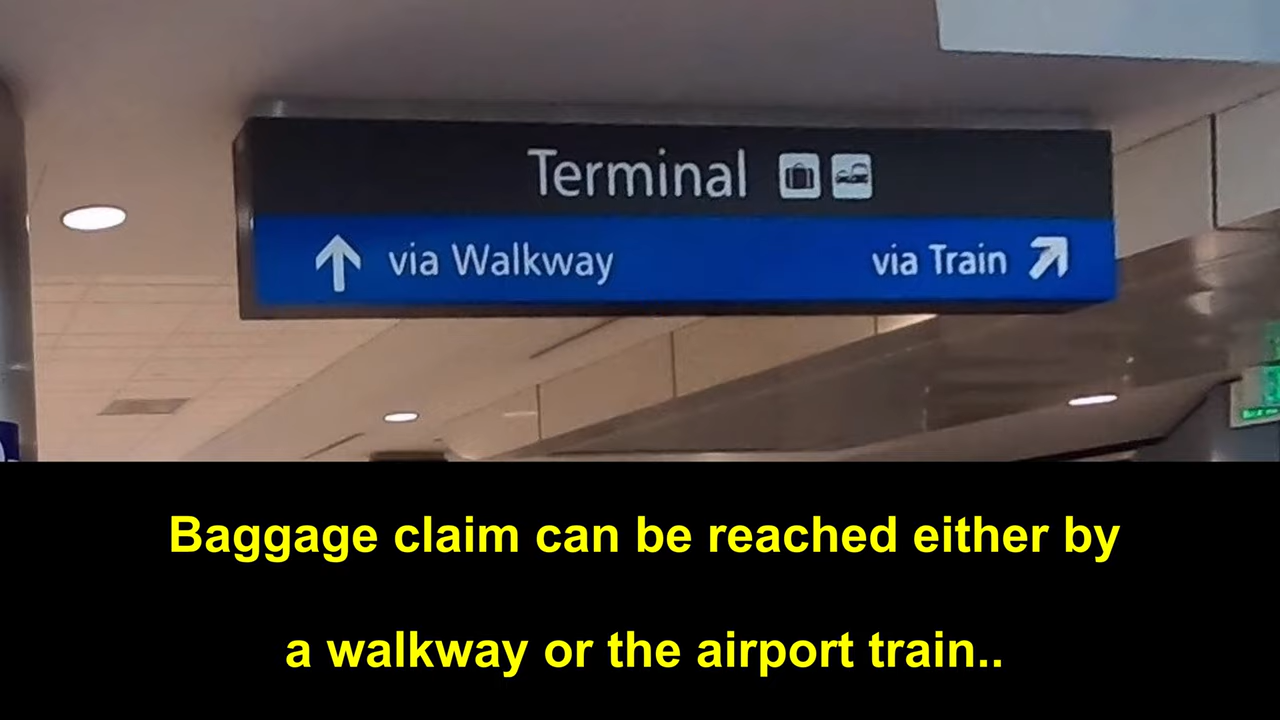 Terminal
via Walkway via Train
Baggage claim can be reached either by
a walkway or the airport train..